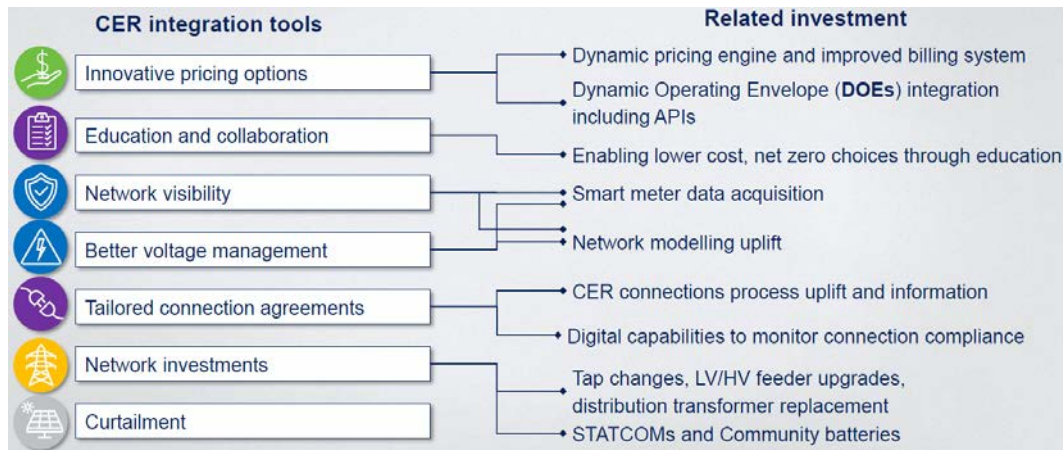 CER integration tools
Related investment
Innovative pricing options
Dynamic pricing engine and improved billing system
Dynamic Operating Envelope (DOEs) integration
including APIs
Education and collaboration
Enabling lower cost, net zero choices through education
Network visibility
Smart meter data acquisition
Better voltage management
Network modelling uplift
Tailored connection agreements
CER connections process uplift and information
Digital capabilities to monitor connection compliance
Network investments
Tap changes, LV/HV feeder upgrades,
distribution transformer replacement
Curtailment
STATCOMs and Community batteries